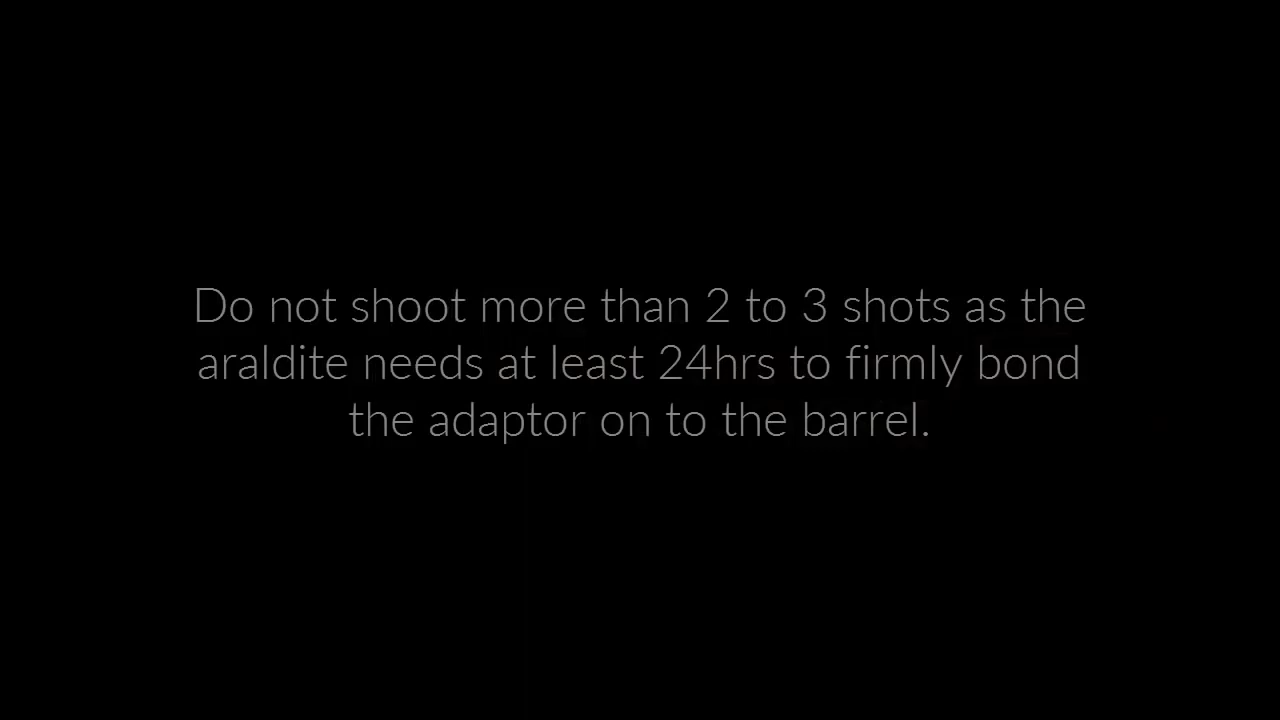 Do not shoot more than 2 to 3 shots as the
araldite needs at least 24hrs to firmly bond
the adaptor on to the barrel.